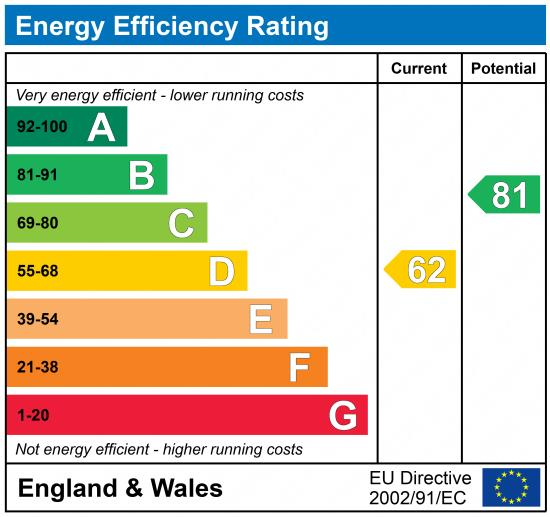 Energy Efficiency Rating
Current Potential
Very energy efficient - lower running costs
92-100 A
81-91 B
81
69-80 C
55-68 D 62
39-54 E
21-38 F
1-20 G
Not energy efficient - higher running costs
England & Wales
EU Directive
2002/91/EC